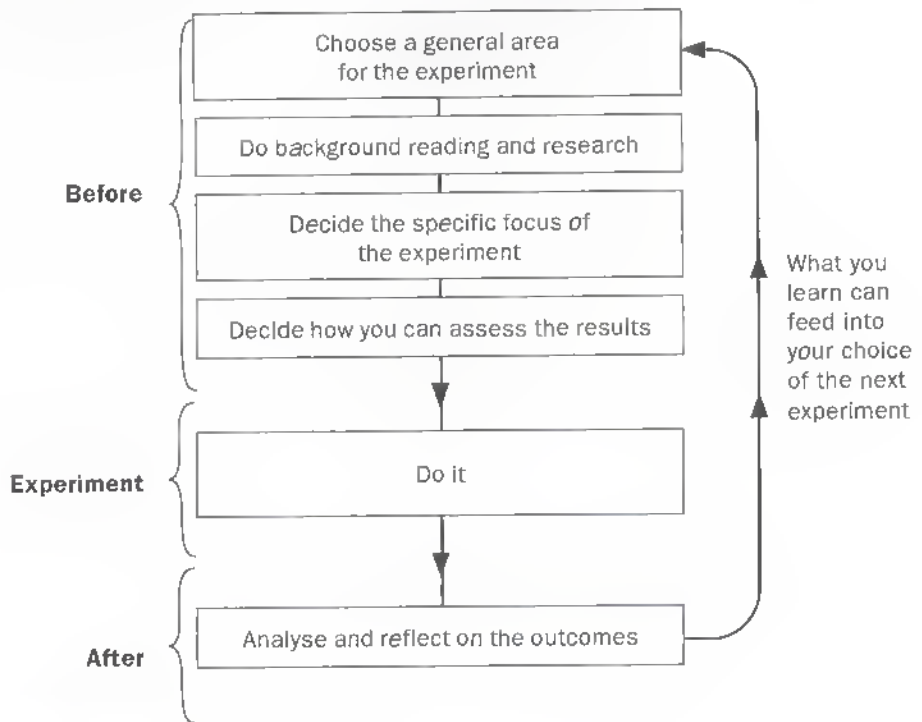 Choose a general area
for the experiment
Do background reading and research
Before
Decide the specific focus of
the experiment
Decide how you can assess the results
What you
learn can
feed into
your choice
of the next
experiment
Experiment
Do it
After
Analyse and reflect on the outcomes